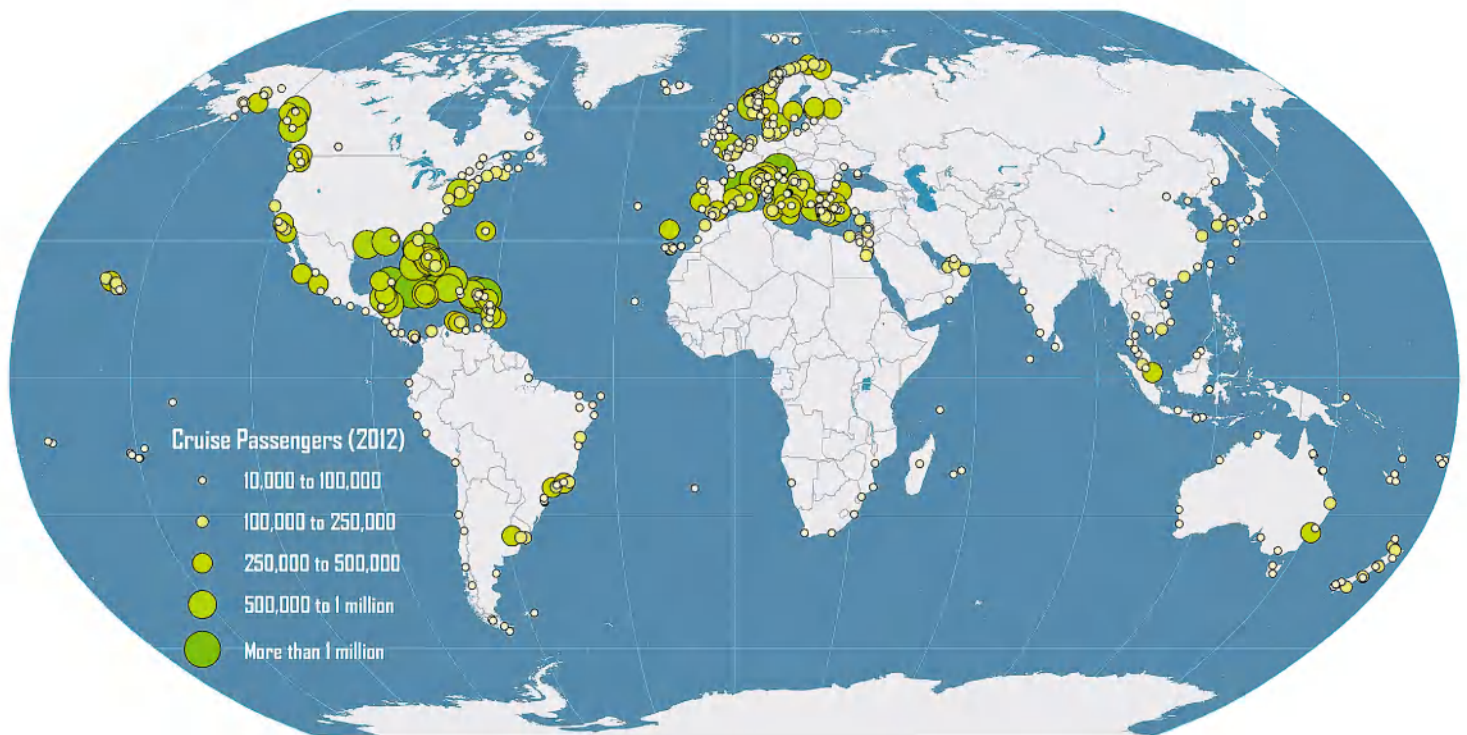 Cruise Passengers (2012)
10,000 to 100,000
100,000 to 250,000
250,000 to 500,000
500,000 to 1 million
More than 1 million